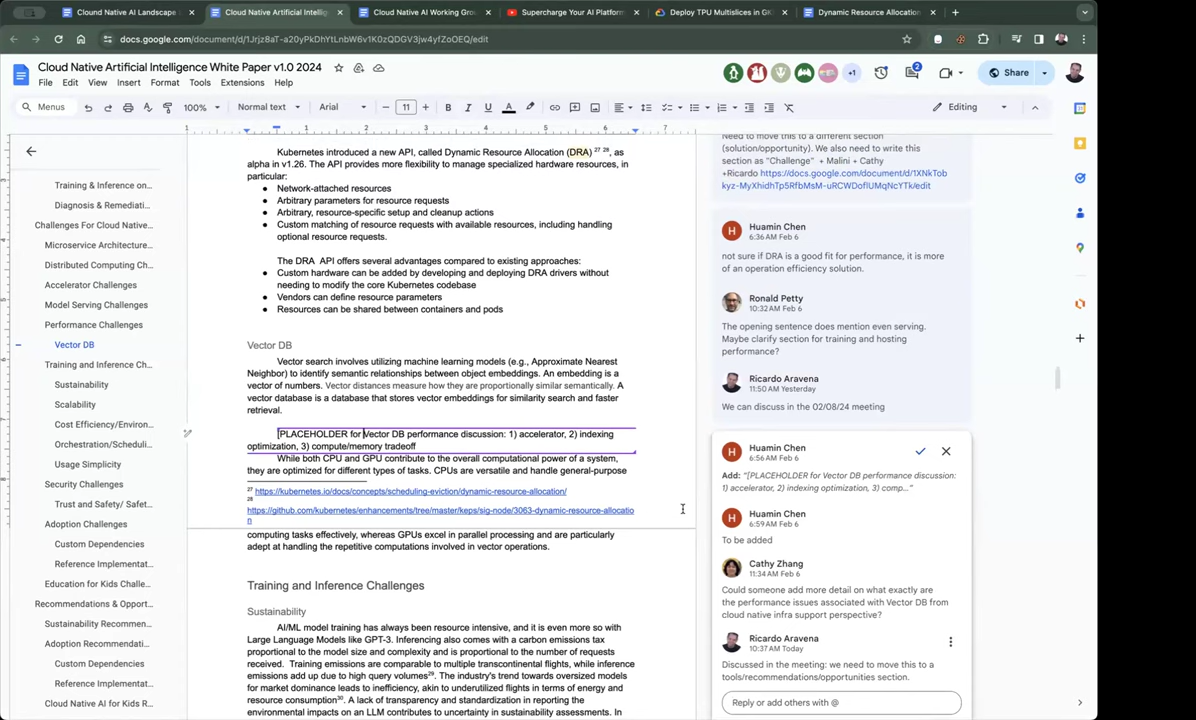 Cloud Native AI Landscape
Cloud Native Artificial Intellig
Cloud Native AI Working Gro
Supercharge Your AI Platform
Deploy TPU Multislices in GK
Dynamic Resource Allocation
docs.google.com/document/d/1Jrjz8aT-a20yPkDhYtLnbW6v1K0zQDGV3jw4yfZoOEQ/edit
Cloud Native Artificial Intelligence White Paper v1.0 2024
File Edit View Insert Format Tools Extensions Help
+1
2
Share
Menus
100%
Normal text
Arial
11
B I U A
Editing
1 1 2 3 4 5 6 7
Training & Inference on...
Diagnosis & Remediati...
Challenges For Cloud Native...
Microservice Architecture...
Distributed Computing Ch...
Accelerator Challenges
Model Serving Challenges
Performance Challenges
Vector DB
Training and Inference Ch...
Sustainability
Scalability
Cost Efficiency/Environ...
Orchestration/Scheduli...
Usage Simplicity
Security Challenges
Trust and Safety/ Safet...
Adoption Challenges
Custom Dependencies
Reference Implementat...
Education for Kids Challe...
Recommendations & Opport...
Sustainability Recommen...
Adoption Recommendati...
Custom Dependencies
Reference Implementat...
Cloud Native AI for Kids R...
Kubernetes introduced a new API, called Dynamic Resource Allocation (DRA) 27 28, as
alpha in v1.26. The API provides more flexibility to manage specialized hardware resources, in
particular:
● Network-attached resources
● Arbitrary parameters for resource requests
● Arbitrary, resource-specific setup and cleanup actions
● Custom matching of resource requests with available resources, including handling
optional resource requests.
The DRA API offers several advantages compared to existing approaches:
● Custom hardware can be added by developing and deploying DRA drivers without
needing to modify the core Kubernetes codebase
● Vendors can define resource parameters
● Resources can be shared between containers and pods
Vector DB
Vector search involves utilizing machine learning models (e.g., Approximate Nearest
Neighbor) to identify semantic relationships between object embeddings. An embedding is a
vector of numbers. Vector distances measure how they are proportionally similar semantically. A
vector database is a database that stores vector embeddings for similarity search and faster
retrieval.
[PLACEHOLDER for Vector DB performance discussion: 1) accelerator, 2) indexing
optimization, 3) compute/memory tradeoff
While both CPU and GPU contribute to the overall computational power of a system,
they are optimized for different types of tasks. CPUs are versatile and handle general-purpose
27 https://kubernetes.io/docs/concepts/scheduling-eviction/dynamic-resource-allocation/
28
https://github.com/kubernetes/enhancements/tree/master/keps/sig-node/3063-dynamic-resource-allocatio
n
computing tasks effectively, whereas GPUs excel in parallel processing and are particularly
adept at handling the repetitive computations involved in vector operations.
Training and Inference Challenges
Sustainability
AI/ML model training has always been resource intensive, and it is even more so with
Large Language Models like GPT-3. Inferencing also comes with a carbon emissions tax
proportional to the model size and complexity and is proportional to the number of requests
received. Training emissions are comparable to multiple transcontinental flights, while inference
emissions add up due to high query volumes29. The industry's trend towards oversized models
for market dominance leads to inefficiency, akin to underutilized flights in terms of energy and
resource consumption30. A lack of transparency and standardization in reporting the
environmental impacts on an LLM contributes to uncertainty in sustainability assessments. In
Need to move this to a different section
(solution/opportunity). We also need to write this
section as "Challenge" + Malini + Cathy
+Ricardo https://docs.google.com/document/d/1XNkTob
kyz-MyXhidhTp5RfbMsM-uRCWDofIUMqNcYTk/edit
H
Huamin Chen
6:36 AM Feb 6
not sure if DRA is a good fit for performance, it is more
of an operation efficiency solution.
Ronald Petty
10:32 AM Feb 6
The opening sentence does mention even serving.
Maybe clarify section for training and hosting
performance?
Ricardo Aravena
11:50 AM Yesterday
We can discuss in the 02/08/24 meeting
H
Huamin Chen
6:56 AM Feb 6
Add: "[PLACEHOLDER for Vector DB performance discussion:
1) accelerator, 2) indexing optimization, 3) comp..."
H
Huamin Chen
6:59 AM Feb 6
To be added
Cathy Zhang
11:34 AM Feb 6
Could someone add more detail on what exactly are
the performance issues associated with Vector DB from
cloud native infra support perspective?
Ricardo Aravena
10:37 AM Today
Discussed in the meeting: we need to move this to a
tools/recommendations/opportunities section.
Reply or add others with @